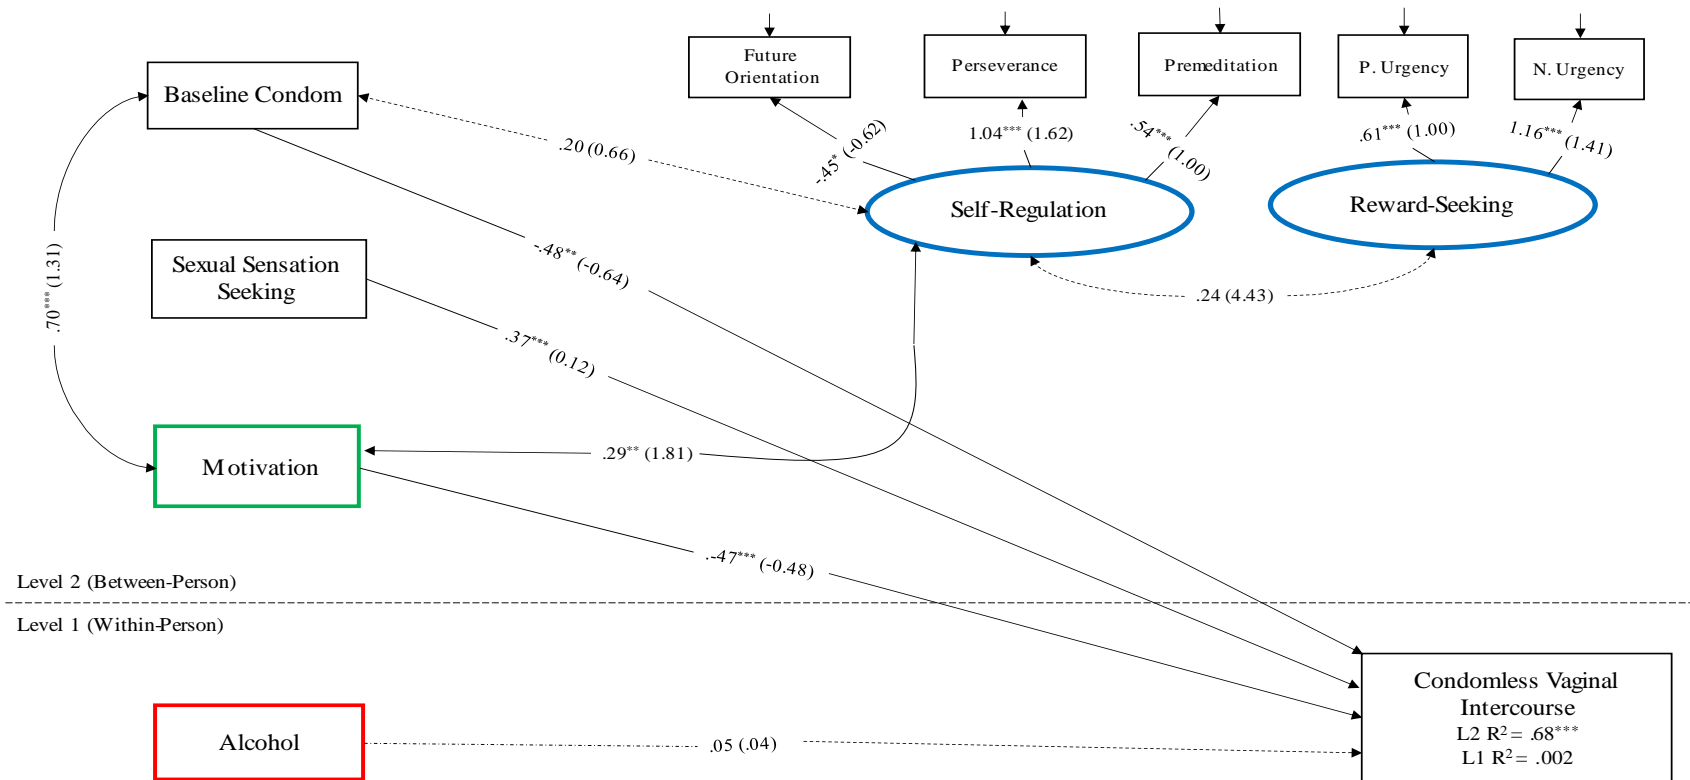 Future
Orientation
Perseverance
Premeditation
P. Urgency
N. Urgency
Baseline Condom
-.45* (-0.62)
1.04*** (1.62)
.54*** (1.00)
.61*** (1.00)
1.16*** (1.41)
.20 (0.66)
Self-Regulation
Reward-Seeking
.70*** (1.31)
Sexual Sensation
Seeking
-.48** (-0.64)
.24 (4.43)
.37*** (0.12)
Motivation
.29** (1.81)
.-47*** (-0.48)
Level 2 (Between-Person)
Level 1 (Within-Person)
Alcohol
.05 (.04)
Condomless Vaginal
Intercourse
L2 R² = .68***
L1 R² = .002